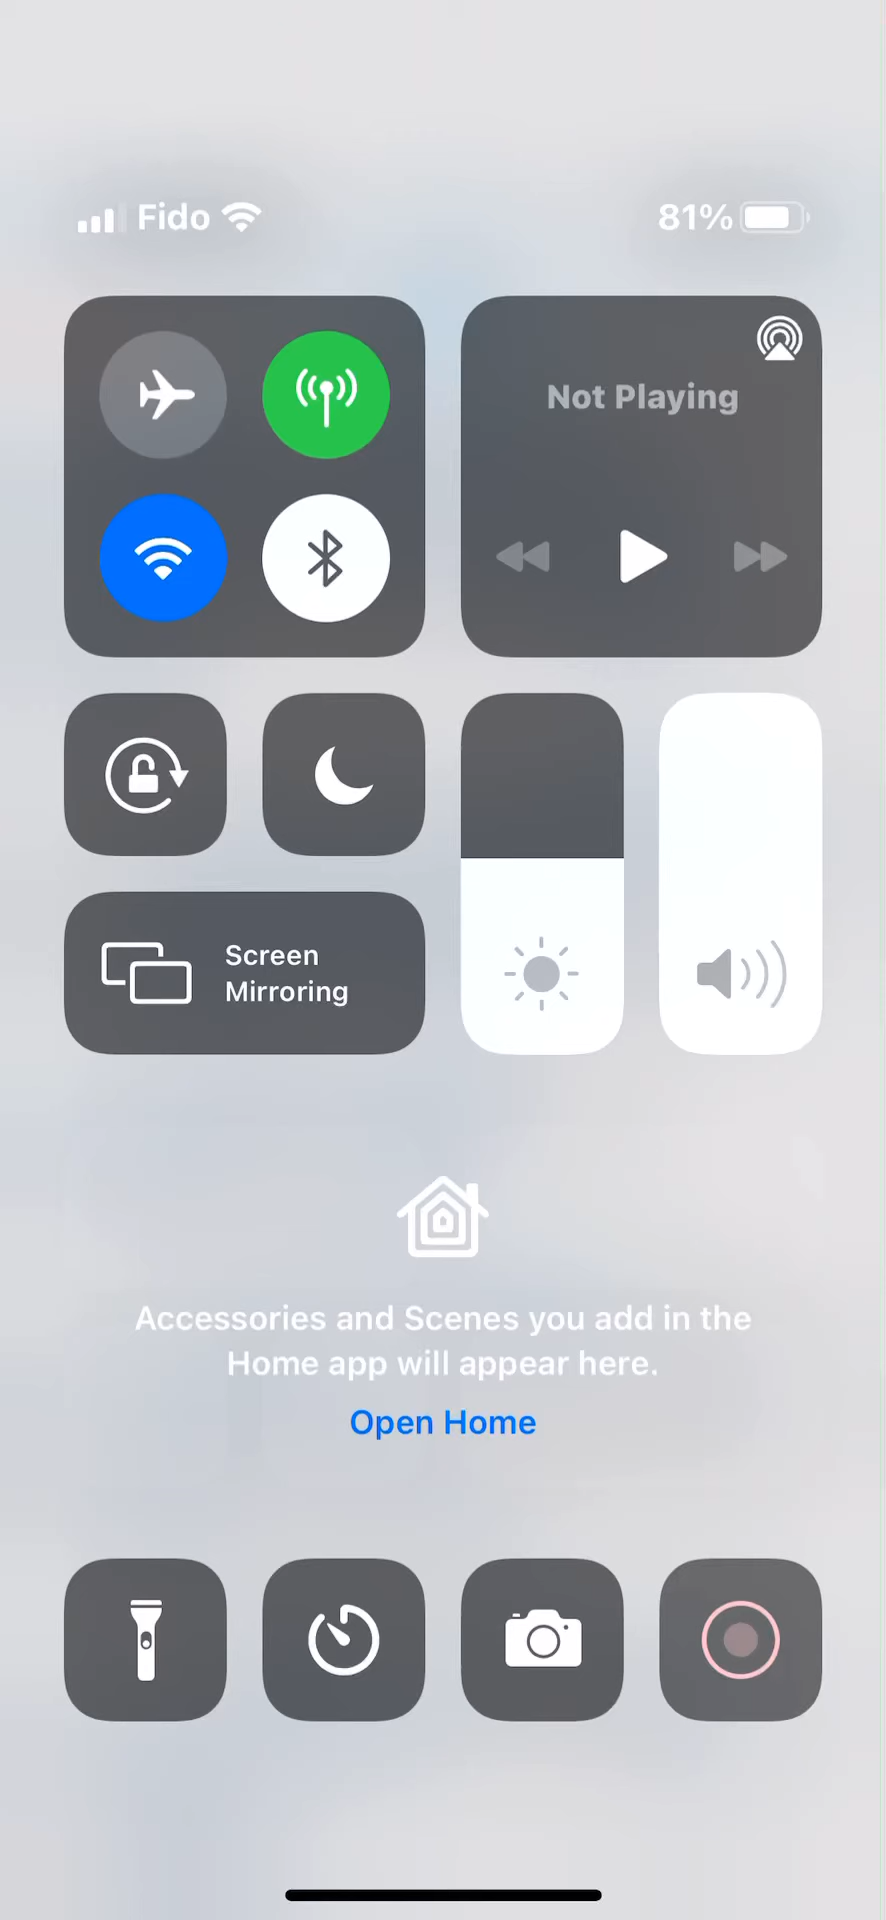 Fido
81%
Not Playing
Screen
Mirroring
Accessories and Scenes you add in the
Home app will appear here.
Open Home